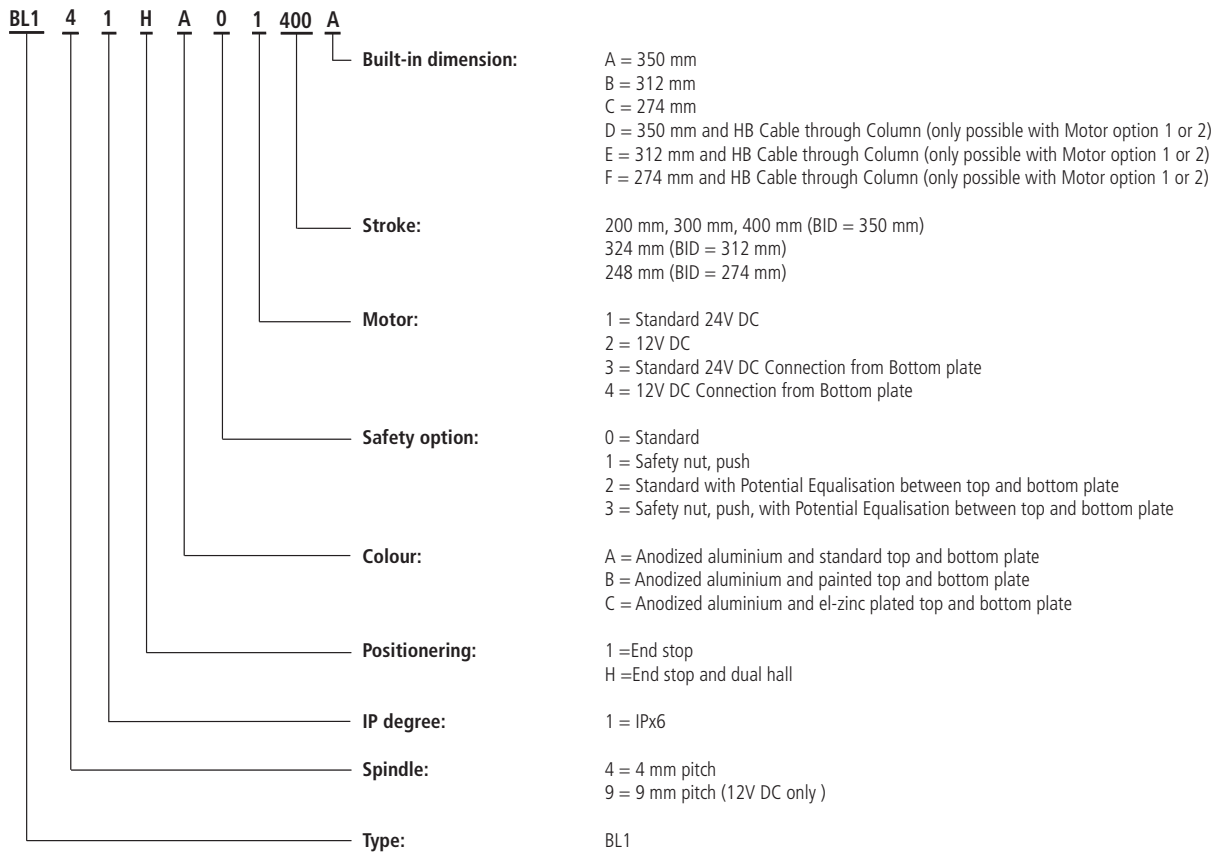 BL1 4 1 H A 0 1 400 A
Built-in dimension: A = 350 mm
B = 312 mm
C = 274 mm
D = 350 mm and HB Cable through Column (only possible with Motor option 1 or 2)
E = 312 mm and HB Cable through Column (only possible with Motor option 1 or 2)
F = 274 mm and HB Cable through Column (only possible with Motor option 1 or 2)
Stroke: 200 mm, 300 mm, 400 mm (BID = 350 mm)
324 mm (BID = 312 mm)
248 mm (BID = 274 mm)
Motor: 1 = Standard 24V DC
2 = 12V DC
3 = Standard 24V DC Connection from Bottom plate
4 = 12V DC Connection from Bottom plate
Safety option: 0 = Standard
1 = Safety nut, push
2 = Standard with Potential Equalisation between top and bottom plate
3 = Safety nut, push, with Potential Equalisation between top and bottom plate
Colour: A = Anodized aluminium and standard top and bottom plate
B = Anodized aluminium and painted top and bottom plate
C = Anodized aluminium and el-zinc plated top and bottom plate
Positionering: 1 =End stop
H =End stop and dual hall
IP degree: 1 = IPx6
Spindle: 4 = 4 mm pitch
9 = 9 mm pitch (12V DC only )
Type: BL1